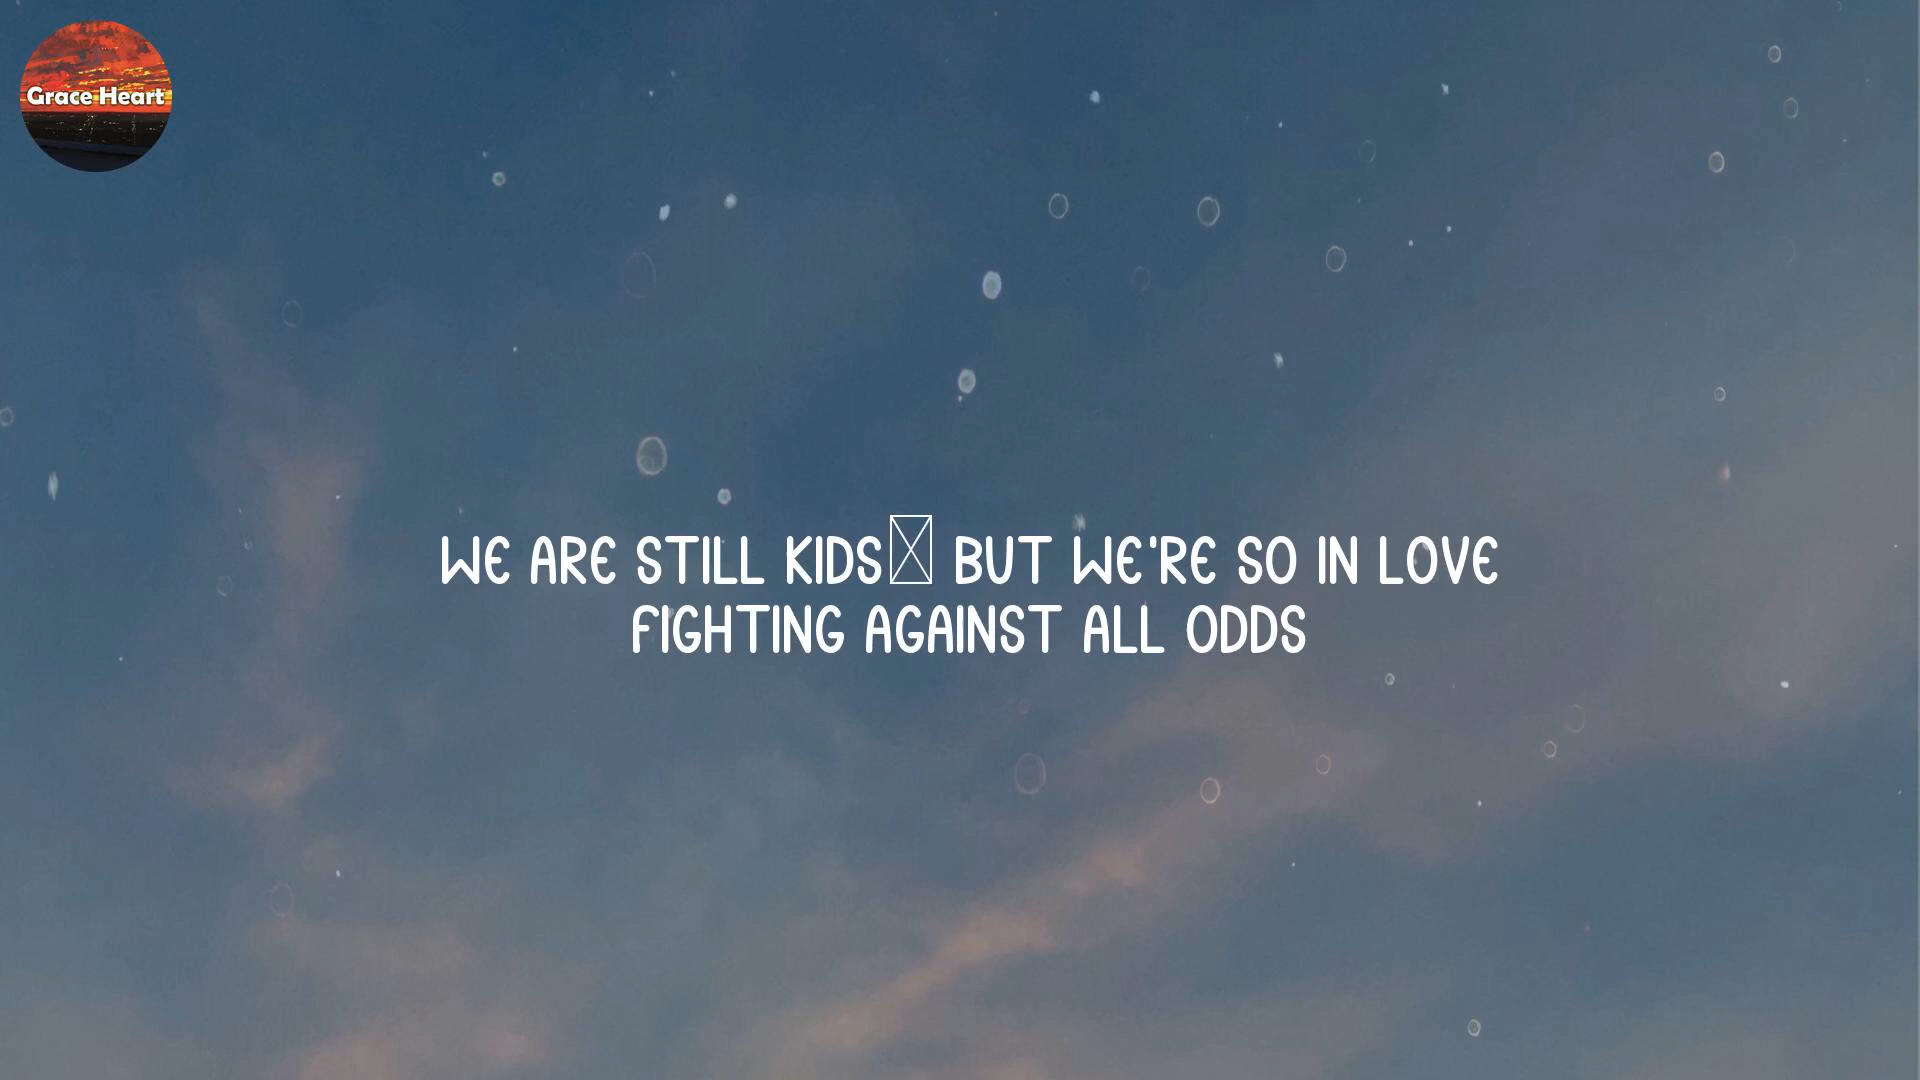 Grace Heart
WE ARE STILL KIDS☒ BUT WE'RE SO IN LOVE
FIGHTING AGAINST ALL ODDS